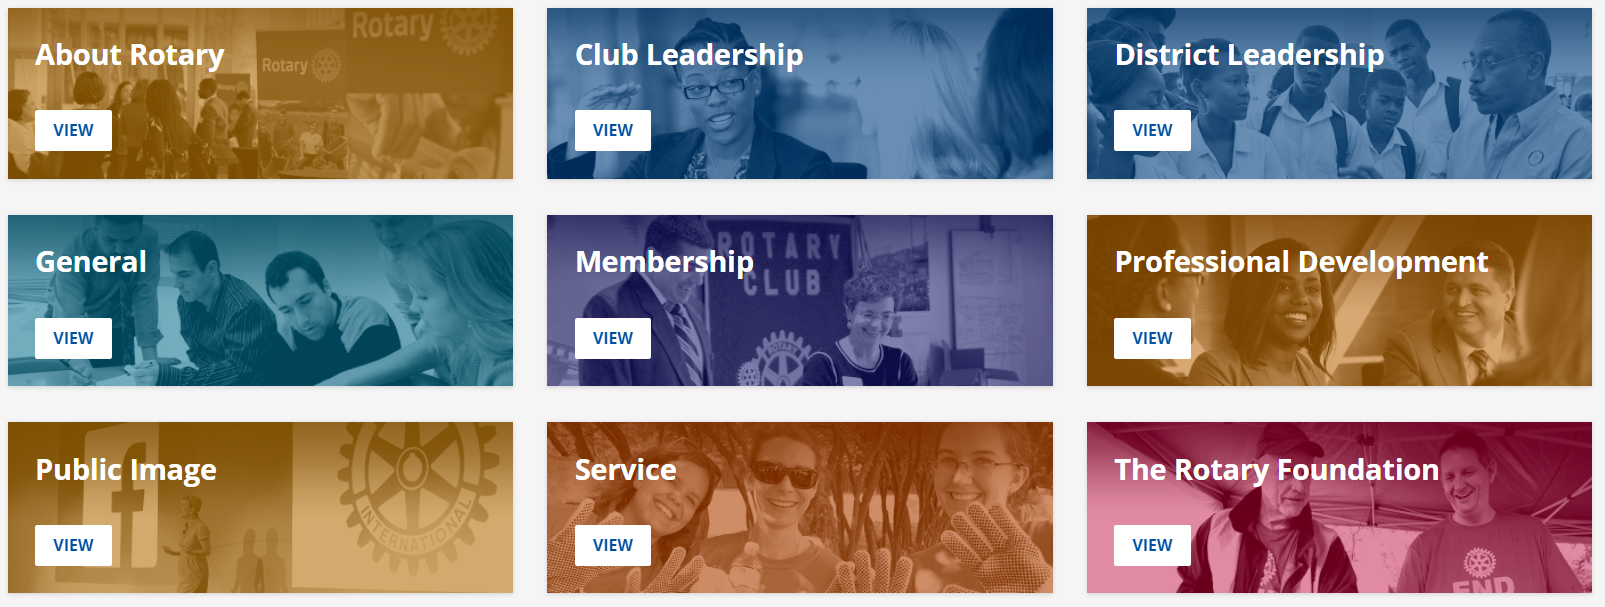 About Rotary
Rotary
Rotary
VIEW
Club Leadership
VIEW
District Leadership
VIEW
General
VIEW
Membership
ROTARY
CLUB
ROTARY
VIEW
Professional Development
VIEW
Public Image
f
INTERNATIONAL
VIEW
Service
VIEW
The Rotary Foundation
VIEW
END